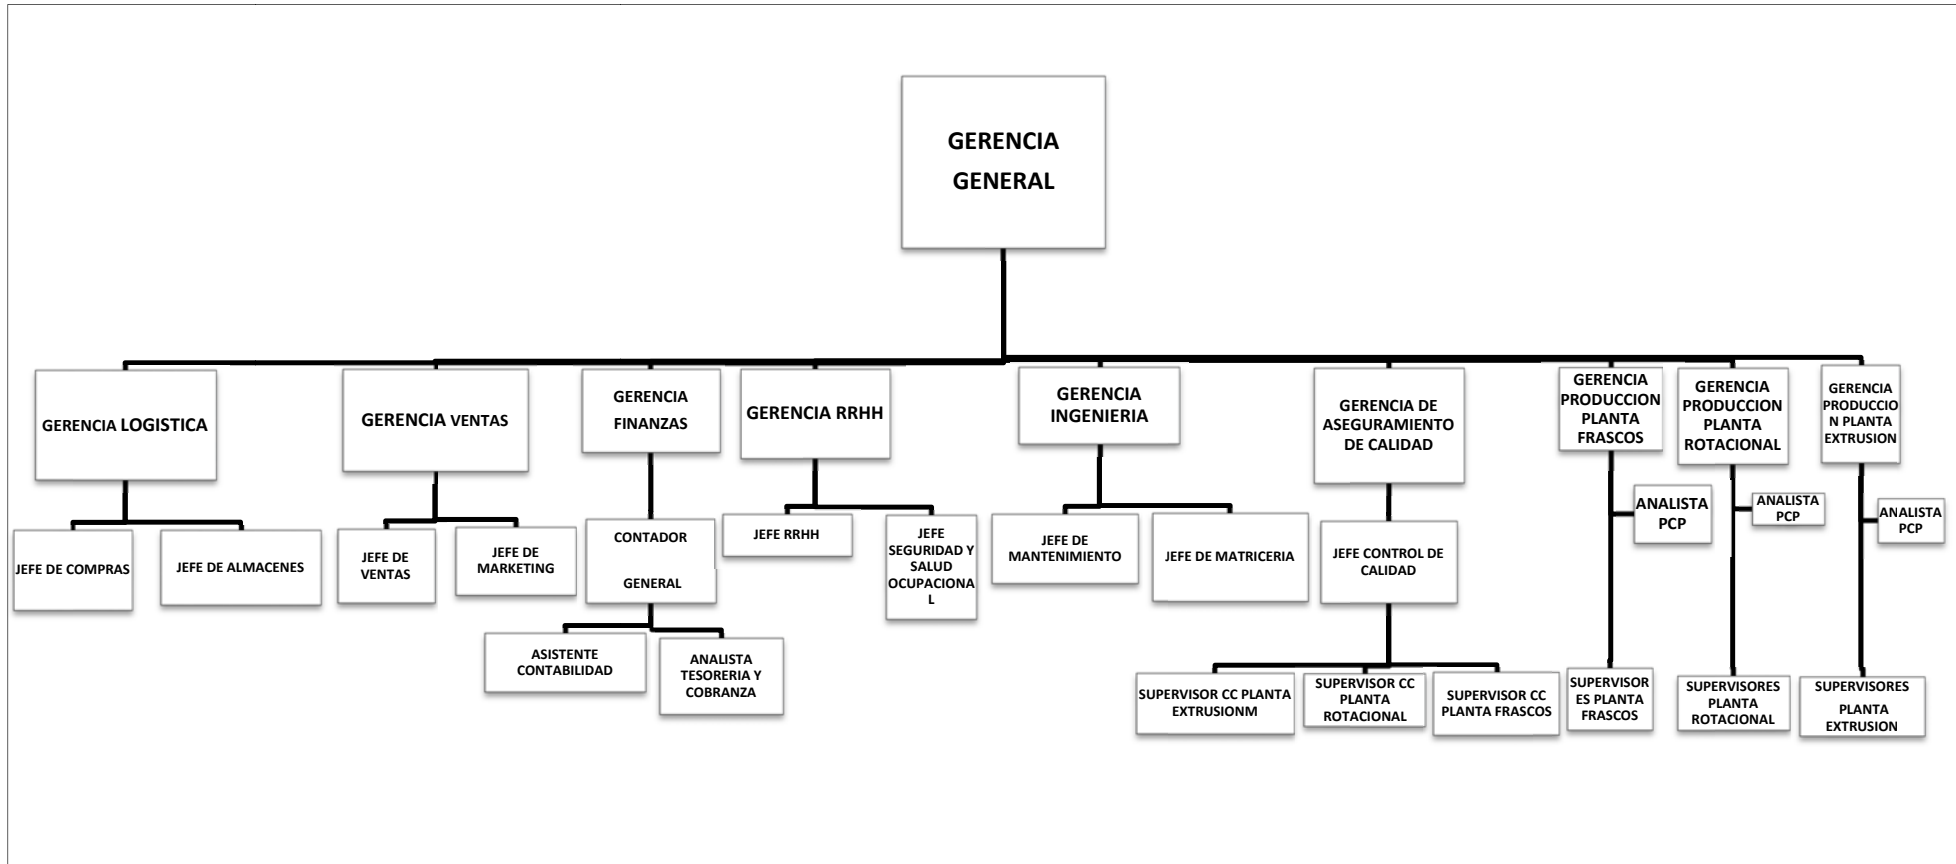 GERENCIA
GENERAL
GERENCIA LOGISTICA
GERENCIA VENTAS
GERENCIA
FINANZAS
GERENCIA RRHH
GERENCIA
INGENIERIA
GERENCIA DE
ASEGURAMIENTO
DE CALIDAD
GERENCIA
PRODUCCION
PLANTA
FRASCOS
GERENCIA
PRODUCCION
PLANTA
ROTACIONAL
GERENCIA
PRODUCCIO
N PLANTA
EXTRUSION
JEFE DE COMPRAS
JEFE DE ALMACENES
JEFE DE
VENTAS
JEFE DE
MARKETING
CONTADOR
GENERAL
JEFE RRHH
JEFE
SEGURIDAD Y
SALUD
OCUPACIONA
L
JEFE DE
MANTENIMIENTO
JEFE DE MATRICERIA
JEFE CONTROL DE
CALIDAD
ANALISTA
PCP
ANALISTA
PCP
ANALISTA
PCP
ASISTENTE
CONTABILIDAD
ANALISTA
TESORERIA Y
COBRANZA
SUPERVISOR CC PLANTA
EXTRUSIONM
SUPERVISOR CC
PLANTA
ROTACIONAL
SUPERVISOR CC
PLANTA FRASCOS
SUPERVISOR
ES PLANTA
FRASCOS
SUPERVISORES
PLANTA
ROTACIONAL
SUPERVISORES
PLANTA
EXTRUSION